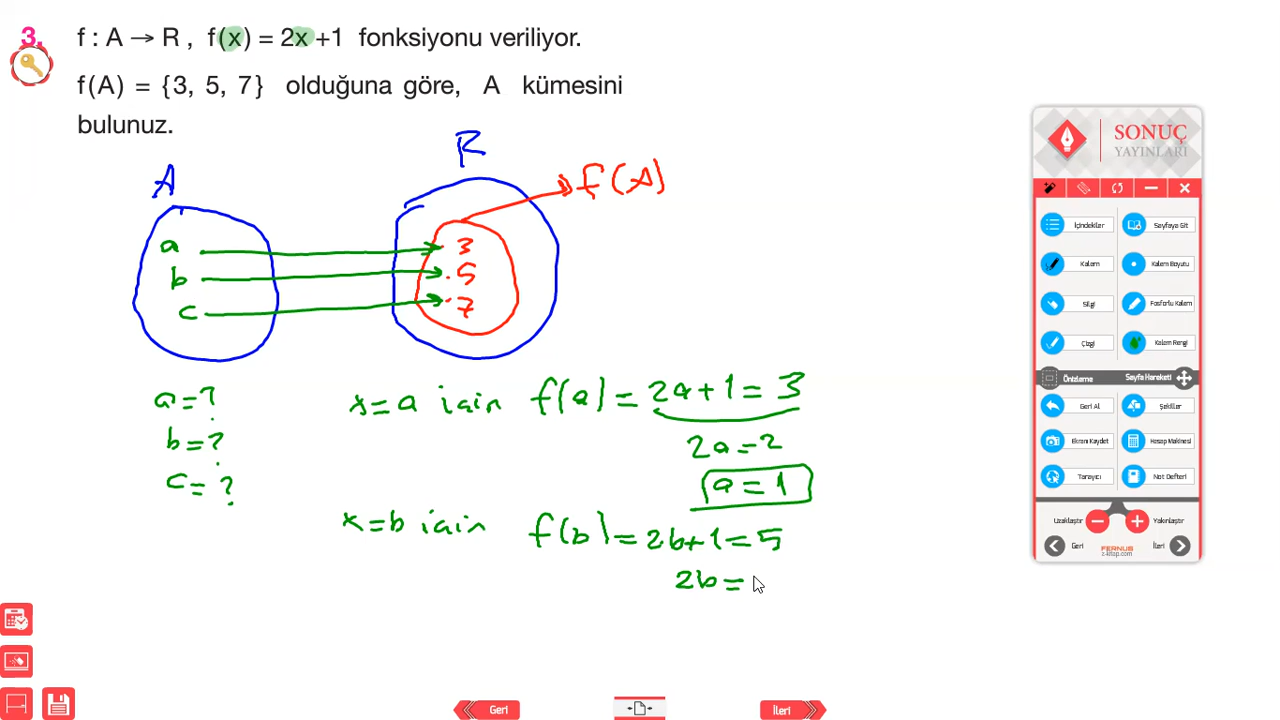 3. f : A → R , f(x) = 2x +1 fonksiyonu veriliyor.
f(A) = {3, 5, 7} olduğuna göre, A kümesini
bulunuz.
A
R
f(A)
a
b
c
3
5
7
a=?
b=?
c=?
x=a için f(a) = 2a+1 = 3
2a=2
a = 1
x=b için f(b) = 2b+1 = 5
2b =
SONUÇ
YAYINLARI
İçindekiler
Sayfaya Git
Kalem
Kalem Boyutu
Silgi
Fosforlu Kalem
Çizgi
Kalem Rengi
Önizleme
Sayfa Hareketi
Geri Al
Şekiller
Ekranı Kaydet
Hesap Makinesi
Tarayıcı
Not Defteri
Uzaklaştır
Yakınlaştır
Geri
FERNUS
z-kitap.com
İleri
Geri
İleri